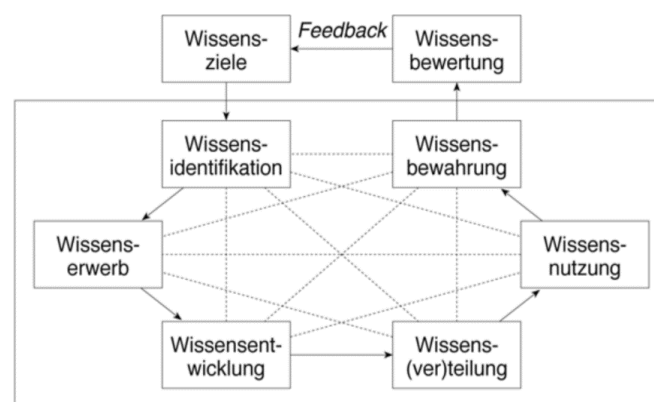 Wissens-
ziele
Feedback
Wissens-
bewertung
Wissens-
identifikation
Wissens-
bewahrung
Wissens-
erwerb
Wissens-
nutzung
Wissensent-
wicklung
Wissens-
(ver)teilung